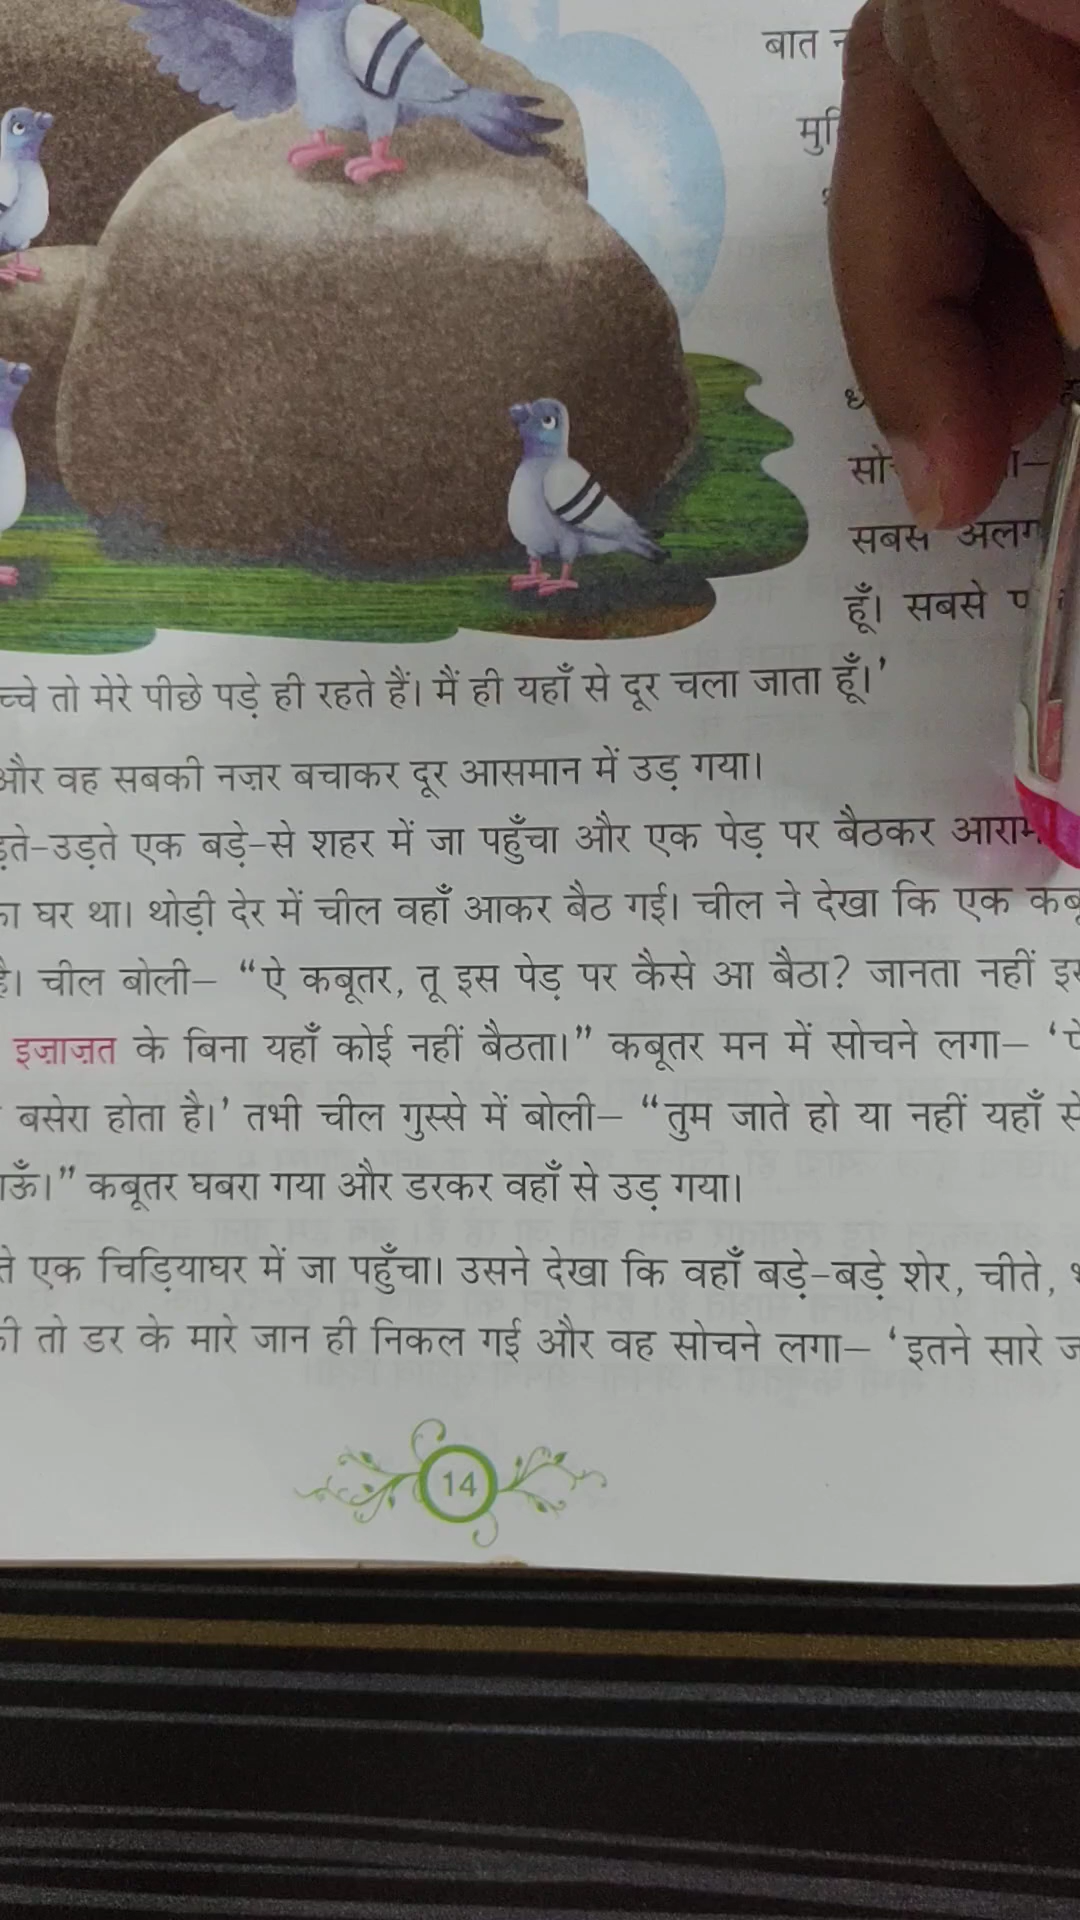 बात
सबसे अलग
हूँ। सबसे
तो मेरे पीछे पड़े ही रहते हैं। मैं ही यहाँ से दूर चला जाता हूँ।’
और वह सबकी नज़र बचाकर दूर आसमान में उड़ गया।
-उड़ते एक बड़े-से शहर में जा पहुँचा और एक पेड़ पर बैठकर आराम
घर था। थोड़ी देर में चील वहाँ आकर बैठ गई। चील ने देखा कि एक
है। चील बोली– “ऐ कबूतर, तू इस पेड़ पर कैसे आ बैठा? जानता नहीं
इज़ाज़त के बिना यहाँ कोई नहीं बैठता।” कबूतर मन में सोचने लगा– ‘
बसेरा होता है।’ तभी चील गुस्से में बोली– “तुम जाते हो या नहीं यहाँ से
कबूतर घबरा गया और डरकर वहाँ से उड़ गया।
एक चिड़ियाघर में जा पहुँचा। उसने देखा कि वहाँ बड़े-बड़े शेर, चीते,
तो डर के मारे जान ही निकल गई और वह सोचने लगा– ‘इतने सारे
14